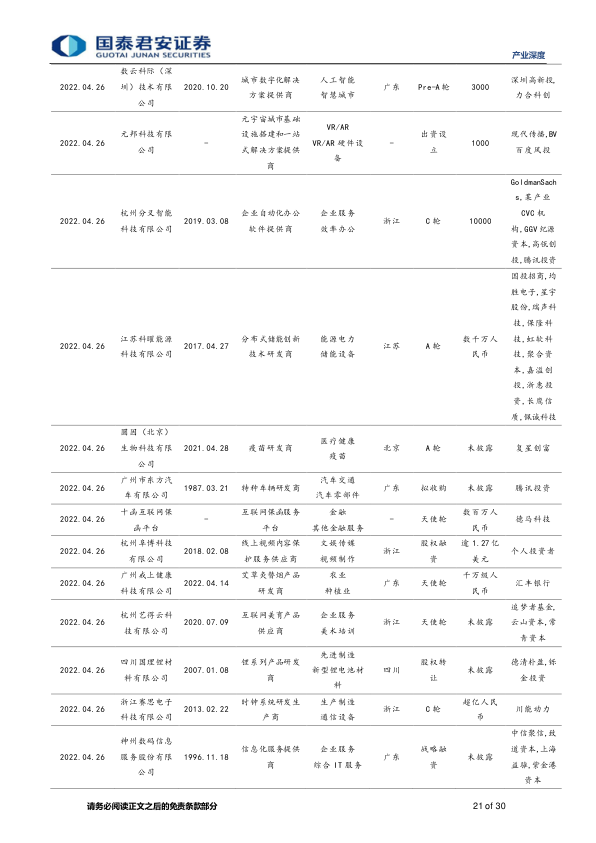 国泰君安证券
GUOTAI JUNAN SECURITIES
产业深度
2022.04.26 数云科际（深圳）技术有限公司 2020.10.20 城市数字化解决方案提供商 人工智能 智慧城市 广东 Pre-A轮 3000 深圳高新投,力合科创
2022.04.26 元邦科技有限公司 - 元宇宙城市基础设施搭建和一站式解决方案提供商 VR/AR VR/AR 硬件设备 - 出资设立 1000 现代传播,BV百度风投
2022.04.26 杭州分叉智能科技有限公司 2019.03.08 企业自动化办公软件提供商 企业服务 效率办公 浙江 C 轮 10000 GoldmanSachs,某产业CVC 机构,GGV 纪源资本,高瓴创投,腾讯投资
2022.04.26 江苏科曜能源科技有限公司 2017.04.27 分布式储能创新技术研发商 能源电力 储能设备 江苏 A 轮 数千万人民币 国投招商,均胜电子,星宇股份,瑞声科技,保隆科技,虹软科技,聚合资本,嘉溢创投,浙惠投资,长鹰信质,佩诚科技
2022.04.26 圆因（北京）生物科技有限公司 2021.04.28 疫苗研发商 医疗健康 疫苗 北京 A 轮 未披露 复星创富
2022.04.26 广州市东方汽车有限公司 1987.03.21 特种车辆研发商 汽车交通 汽车零部件 广东 拟收购 未披露 腾讯投资
2022.04.26 十函互联网保函平台 - 互联网保函服务平台 金融 其他金融服务 - 天使轮 数百万人民币 德马科技
2022.04.26 杭州阜博科技有限公司 2018.02.08 线上视频内容保护服务供应商 文娱传媒 视频制作 浙江 股权融资 逾 1.27 亿美元 个人投资者
2022.04.26 广州戒上健康科技有限公司 2022.04.14 艾草灸替烟产品研发商 农业 种植业 广东 天使轮 千万级人民币 汇丰银行
2022.04.26 杭州艺得云科技有限公司 2020.07.09 互联网美育产品供应商 企业服务 美术培训 浙江 天使轮 未披露 追梦者基金,云山资本,常青资本
2022.04.26 四川国理锂材料有限公司 2007.01.08 锂系列产品研发商 先进制造 新型锂电池材料 四川 股权转让 未披露 德清朴盈,铄金投资
2022.04.26 浙江赛思电子科技有限公司 2013.02.22 时钟系统研发生产商 生产制造 通信设备 浙江 C 轮 超亿人民币 川能动力
2022.04.26 神州数码信息服务股份有限公司 1996.11.18 信息化服务提供商 企业服务 综合 IT 服务 广东 战略融资 未披露 中信聚信,致道资本,上海益雄,紫金港资本
请务必阅读正文之后的免责条款部分
21 of 30